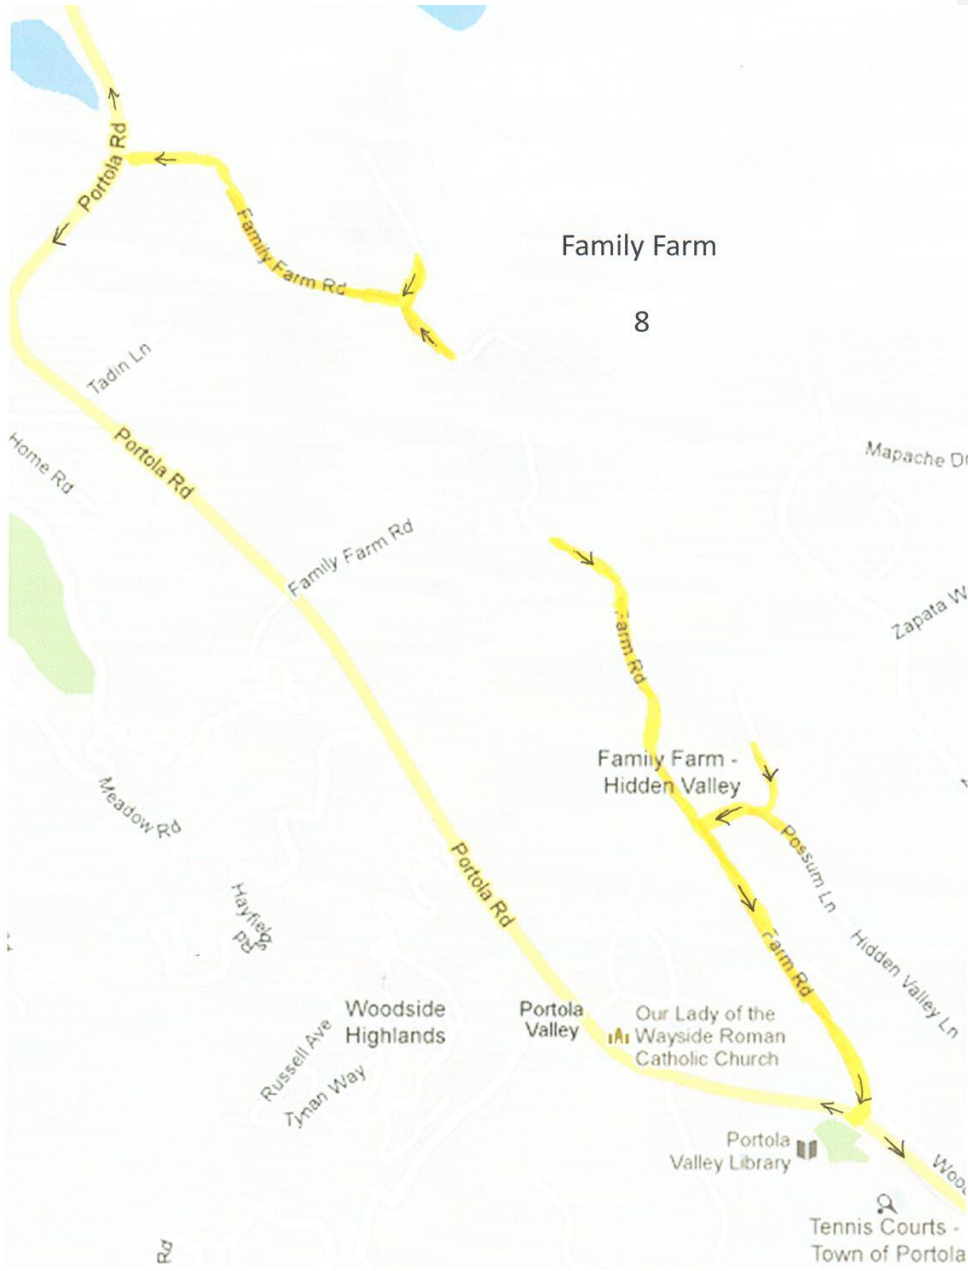 Portola Rd
Family Farm Rd
Family Farm
8
Tadin Ln
Home Rd
Portola Rd
Mapache
Family Farm Rd
Zapata
Farm Rd
Family Farm -
Hidden Valley
Meadow Rd
Possum Ln
Portola Rd
Hayfields
Rd
Farm Rd
Hidden Valley Ln
Woodside
Highlands
Portola
Valley
Our Lady of the
Wayside Roman
Catholic Church
Russell Ave
Tynan Way
Portola
Valley Library
Tennis Courts -
Town of Portola
Rd